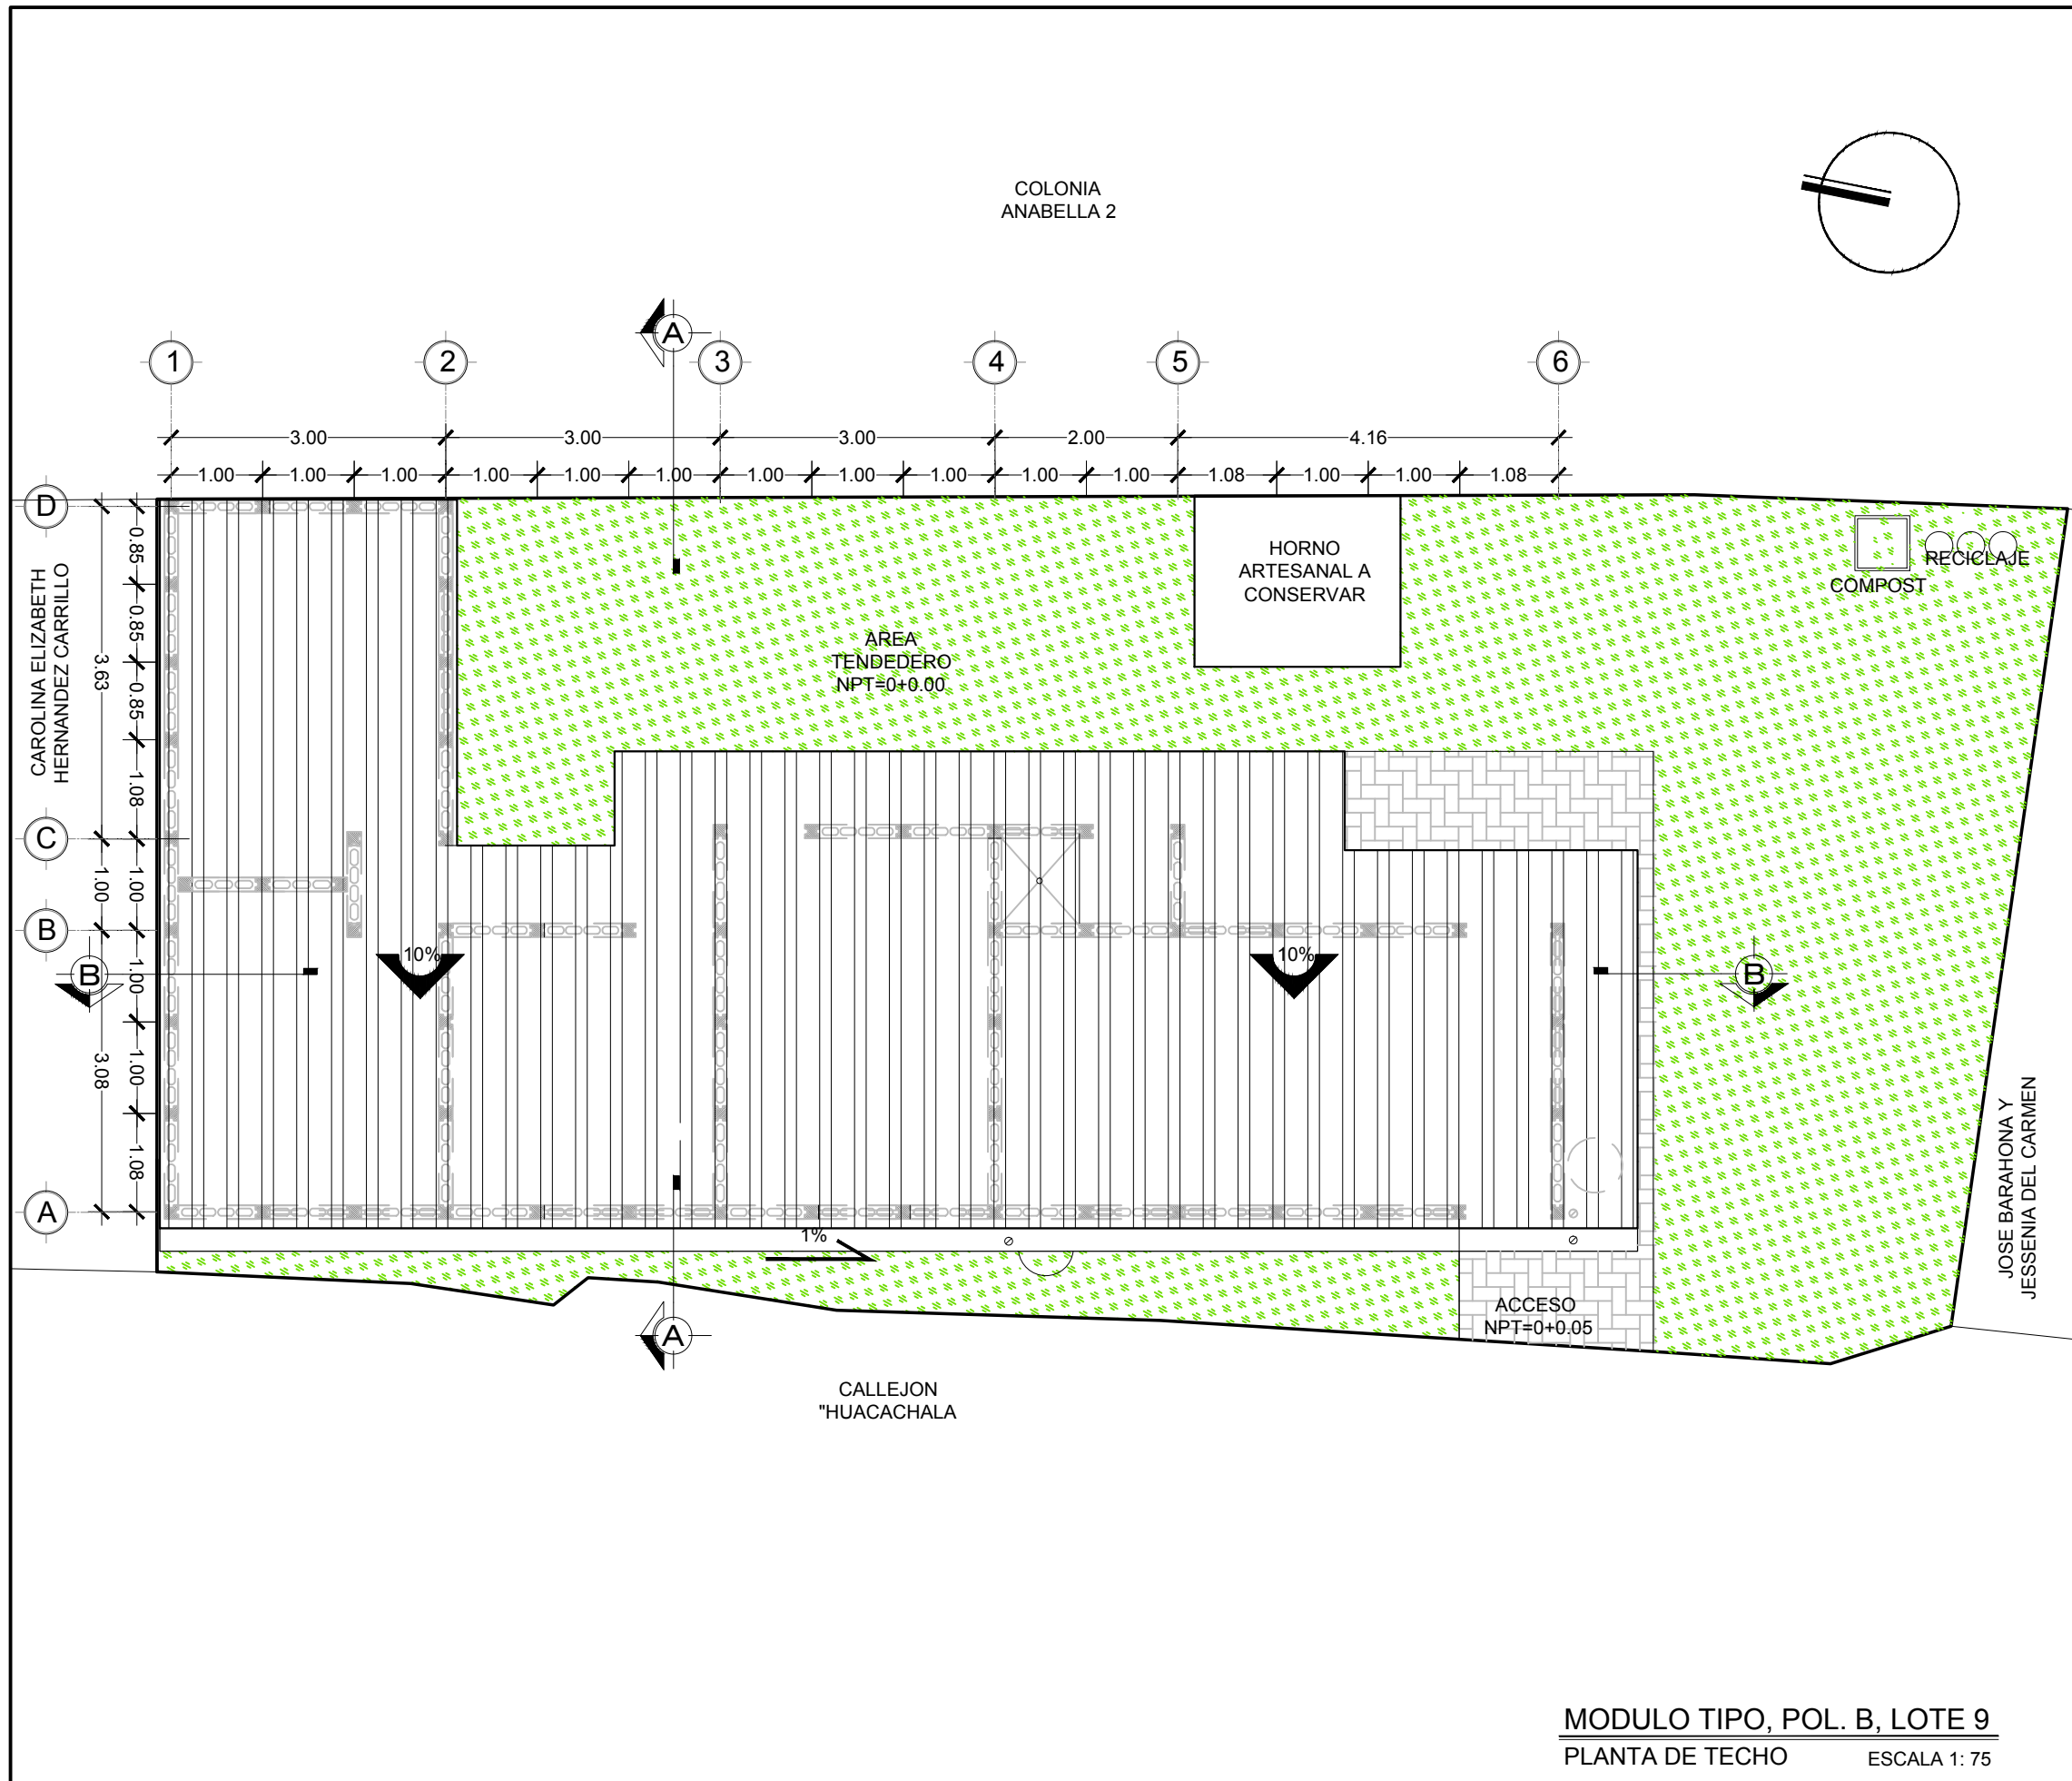 COLONIA
ANABELLA 2
A
1
2
3
4
5
6
3.00
3.00
3.00
2.00
4.16
1.00
1.00
1.00
1.00
1.00
1.00
1.00
1.00
1.00
1.00
1.00
1.08
1.00
1.00
1.08
D
C
B
A
B
B
CAROLINA ELIZABETH
HERNANDEZ CARRILLO
3.63
1.00
3.08
0.85
0.85
0.85
1.08
1.00
1.00
1.00
1.08
HORNO
ARTESANAL A
CONSERVAR
RECICLAJE
COMPOST
AREA
TENDEDERO
NPT=0+0.00
10%
10%
1%
ACCESO
NPT=0+0.05
JOSE BARAHONA Y
JESSENIA DEL CARMEN
A
CALLEJON
"HUACACHALA
MODULO TIPO, POL. B, LOTE 9
PLANTA DE TECHO ESCALA 1: 75